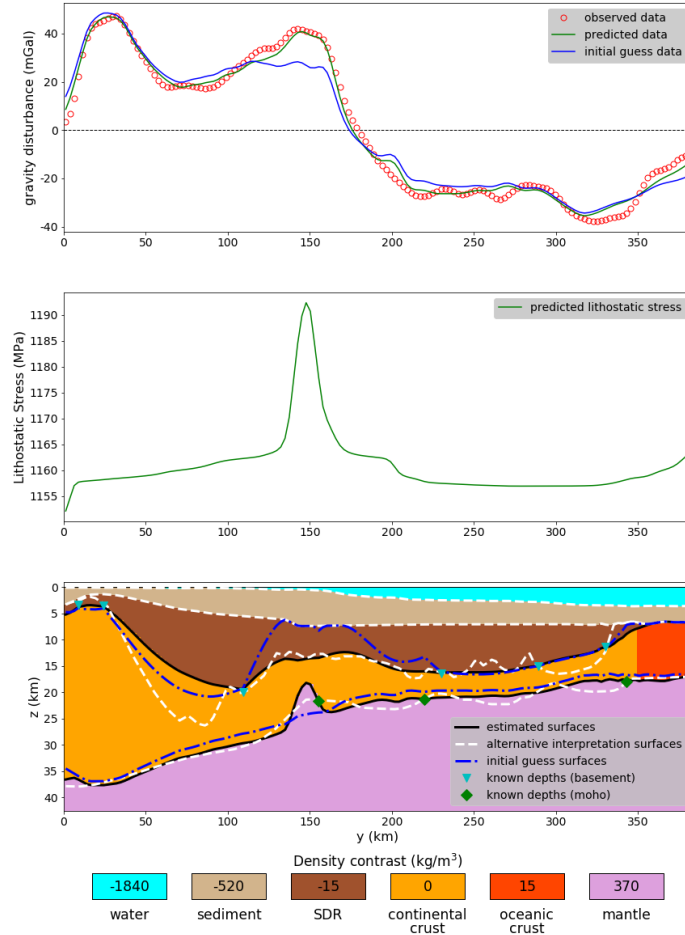 observed data
predicted data
initial guess data
gravity disturbance (mGal)
40
20
0
−20
−40
0
50
100
150
200
250
300
350
predicted lithostatic stress
Lithostatic Stress (MPa)
1190
1185
1180
1175
1170
1165
1160
1155
0
50
100
150
200
250
300
350
z (km)
0
5
10
15
20
25
30
35
40
estimated surfaces
alternative interpretation surfaces
initial guess surfaces
known depths (basement)
known depths (moho)
0
50
100
150
200
250
300
350
y (km)
Density contrast (kg/m³)
-1840 -520 -15 0 15 370
water sediment SDR continental oceanic mantle
crust crust